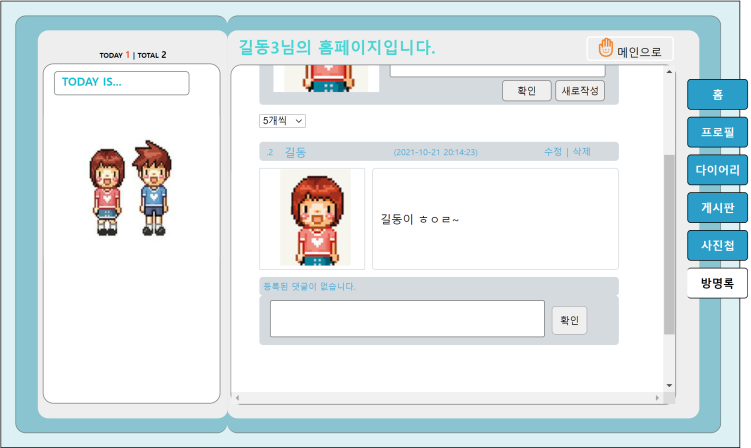 TODAY 1 | TOTAL 2
길동3님의 홈페이지입니다.
메인으로
TODAY IS...
확인
새로작성
5개씩
2 길동 (2021-10-21 20:14:23) 수정 | 삭제
길동이 ㅎㅇㄹ~
등록된 댓글이 없습니다.
확인
홈
프로필
다이어리
게시판
사진첩
방명록